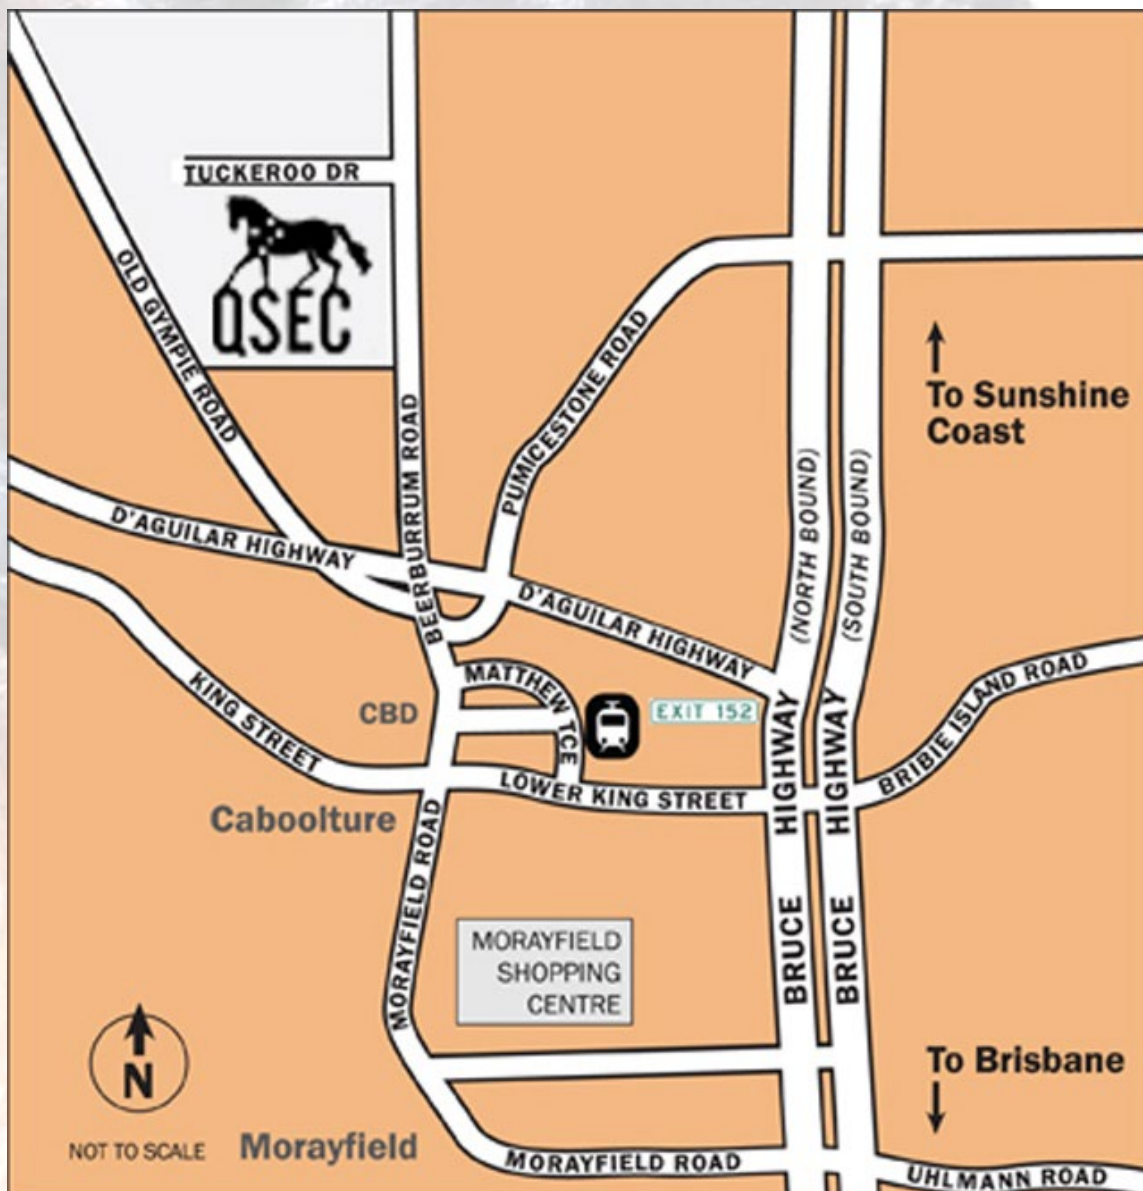 TUCKEROO DR
QSEC
OLD GYMPIE ROAD
BEERBURRUM ROAD
PUMICESTONE ROAD
To Sunshine
Coast
(NORTH BOUND)
(SOUTH BOUND)
D'AGUILAR HIGHWAY
D'AGUILAR HIGHWAY
MATTHEW TCE
CBD
EXIT 152
KING STREET
LOWER KING STREET
BRIBIE ISLAND ROAD
Caboolture
BRUCE HIGHWAY
BRUCE HIGHWAY
MORAYFIELD ROAD
MORAYFIELD
SHOPPING
CENTRE
To Brisbane
N
NOT TO SCALE
Morayfield
MORAYFIELD ROAD
UHLMANN ROAD